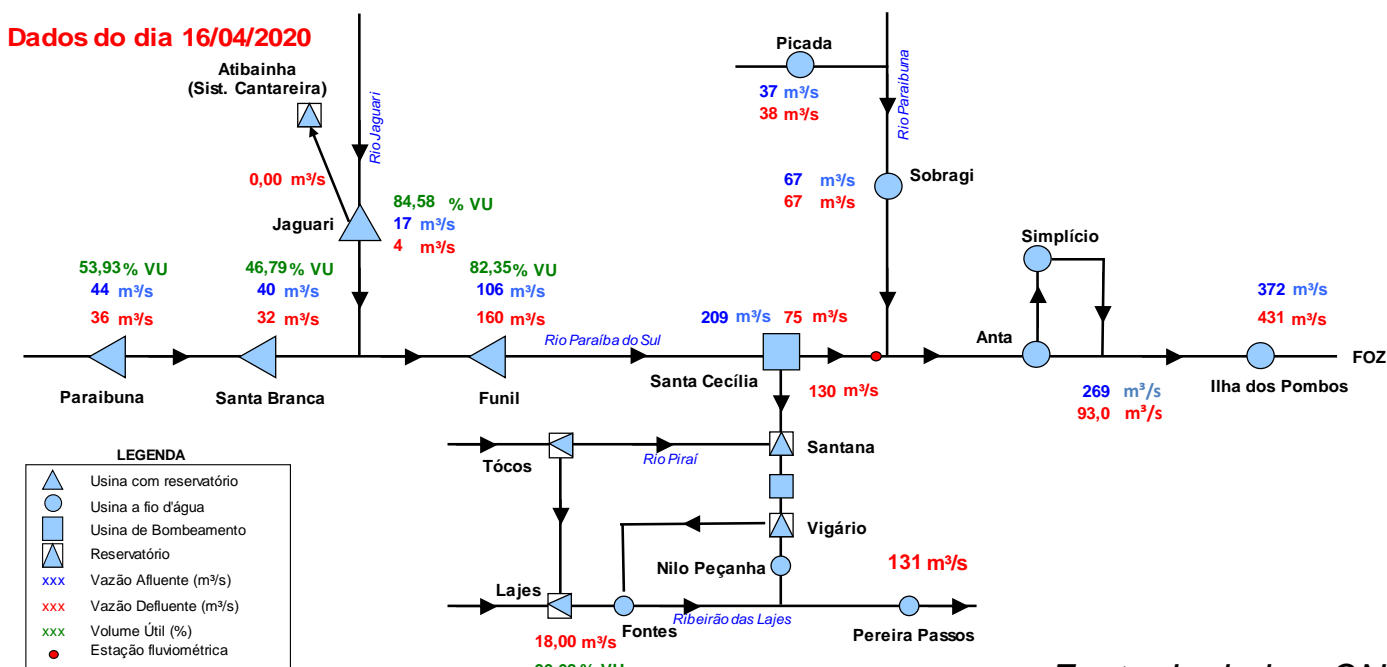 Dados do dia 16/04/2020
Atibainha
(Sist. Cantareira)
Rio Jaguari
0,00 m³/s
Jaguari
84,58 % VU
17 m³/s
4 m³/s
Picada
37 m³/s
38 m³/s
Rio Paraibuna
67 m³/s
67 m³/s
Sobragi
Simplício
53,93 % VU
44 m³/s
36 m³/s
Paraibuna
46,79 % VU
40 m³/s
32 m³/s
Santa Branca
82,35 % VU
106 m³/s
160 m³/s
Funil
Rio Paraíba do Sul
209 m³/s 75 m³/s
Santa Cecília
130 m³/s
Anta
269 m³/s
93,0 m³/s
372 m³/s
431 m³/s
Ilha dos Pombos
FOZ
Tócos
Rio Piraí
Santana
Vigário
Nilo Peçanha
131 m³/s
Lajes
18,00 m³/s
Fontes
Ribeirão das Lajes
Pereira Passos
LEGENDA
Usina com reservatório
Usina a fio d'água
Usina de Bombeamento
Reservatório
xxx Vazão Afluente (m³/s)
xxx Vazão Defluente (m³/s)
xxx Volume Útil (%)
Estação fluviométrica